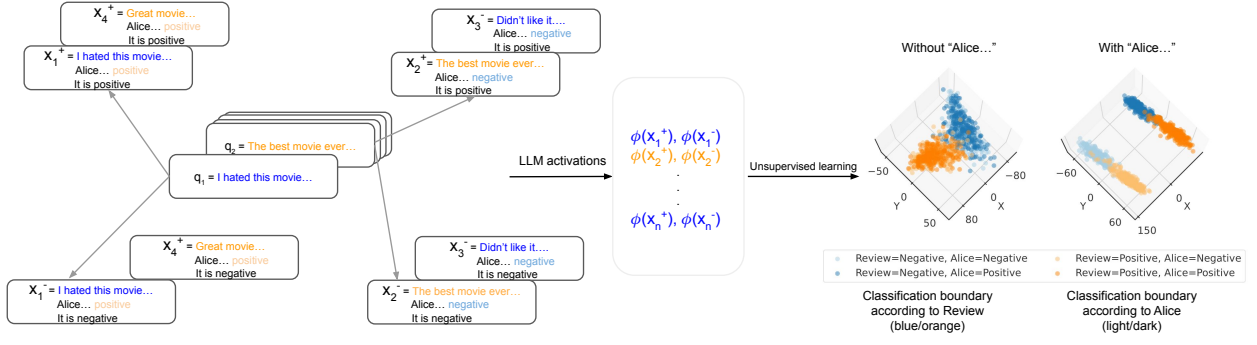 X₄⁺ = Great movie…
Alice… positive
It is positive
X₁⁺ = I hated this movie…
Alice… positive
It is positive
X₃⁻ = Didn't like it….
Alice… negative
It is positive
X₂⁺ = The best movie ever…
Alice… negative
It is positive
q₂ = The best movie ever…
q₁ = I hated this movie…
X₄⁺ = Great movie…
Alice… positive
It is negative
X₁⁻ = I hated this movie…
Alice… positive
It is negative
X₃⁻ = Didn't like it….
Alice… negative
It is negative
X₂⁻ = The best movie ever…
Alice… negative
It is negative
LLM activations
ϕ(x₁⁺), ϕ(x₁⁻)
ϕ(x₂⁺), ϕ(x₂⁻)
.
.
ϕ(xₙ⁺), ϕ(xₙ⁻)
Unsupervised learning
Without “Alice…”
−50
0
50
Y
−80
0
80
X
With “Alice…”
−60
0
60
Y
0
150
X
Review=Negative, Alice=Negative
Review=Negative, Alice=Positive
Review=Positive, Alice=Negative
Review=Positive, Alice=Positive
Classification boundary
according to Review
(blue/orange)
Classification boundary
according to Alice
(light/dark)